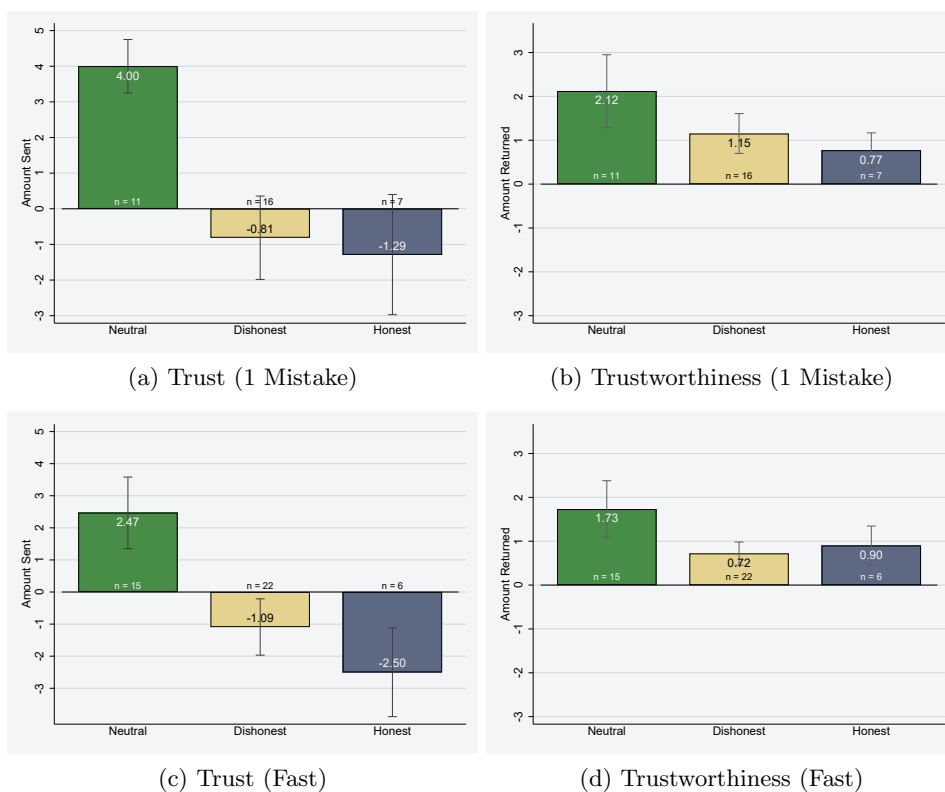 Amount Sent
5
4
3
2
1
0
-1
-2
-3
4.00
n = 11
n = 16
n = 7
-0.81
-1.29
Neutral Dishonest Honest
(a) Trust (1 Mistake)
Amount Returned
3
2
1
0
-1
-2
-3
2.12
1.15
0.77
n = 11
n = 16
n = 7
Neutral Dishonest Honest
(b) Trustworthiness (1 Mistake)
Amount Sent
5
4
3
2
1
0
-1
-2
-3
2.47
n = 15
n = 22
n = 6
-1.09
-2.50
Neutral Dishonest Honest
(c) Trust (Fast)
Amount Returned
3
2
1
0
-1
-2
-3
1.73
0.72
0.90
n = 15
n = 22
n = 6
Neutral Dishonest Honest
(d) Trustworthiness (Fast)